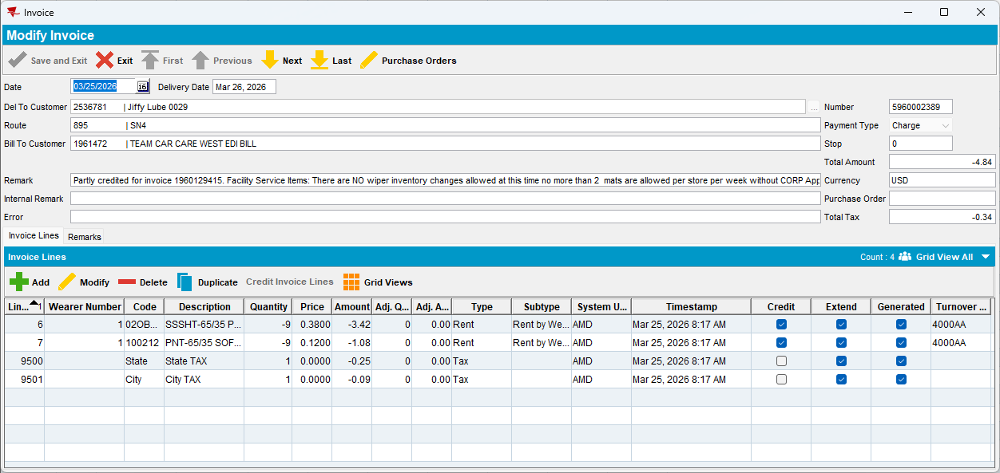 Invoice
Modify Invoice
Save and Exit Exit First Previous Next Last Purchase Orders
Date 03/25/2026 16 Delivery Date Mar 26, 2026
Del To Customer 2536781 | Jiffy Lube 0029 ... Number 5960002389
Route 895 | SN4 Payment Type Charge
Bill To Customer 1961472 | TEAM CAR CARE WEST EDI BILL Stop 0
Total Amount -4.84
Remark Partly credited for invoice 1960129415. Facility Service Items: There are NO wiper inventory changes allowed at this time no more than 2 mats are allowed per store per week without CORP App Currency USD
Internal Remark Purchase Order
Error Total Tax -0.34
Invoice Lines Remarks
Invoice Lines Count : 4 Grid View All
Add Modify Delete Duplicate Credit Invoice Lines Grid Views
Lin... 1 Wearer Number Code Description Quantity Price Amount Adj. Q... Adj. A... Type Subtype System U... Timestamp Credit Extend Generated Turnover ...
6 1 02OB... SSSHT-65/35 P... -9 0.3800 -3.42 0 0.00 Rent Rent by We... AMD Mar 25, 2026 8:17 AM 4000AA
7 1 100212 PNT-65/35 SOF... -9 0.1200 -1.08 0 0.00 Rent Rent by We... AMD Mar 25, 2026 8:17 AM 4000AA
9500 State State TAX 1 0.0000 -0.25 0 0.00 Tax AMD Mar 25, 2026 8:17 AM
9501 City City TAX 1 0.0000 -0.09 0 0.00 Tax AMD Mar 25, 2026 8:17 AM